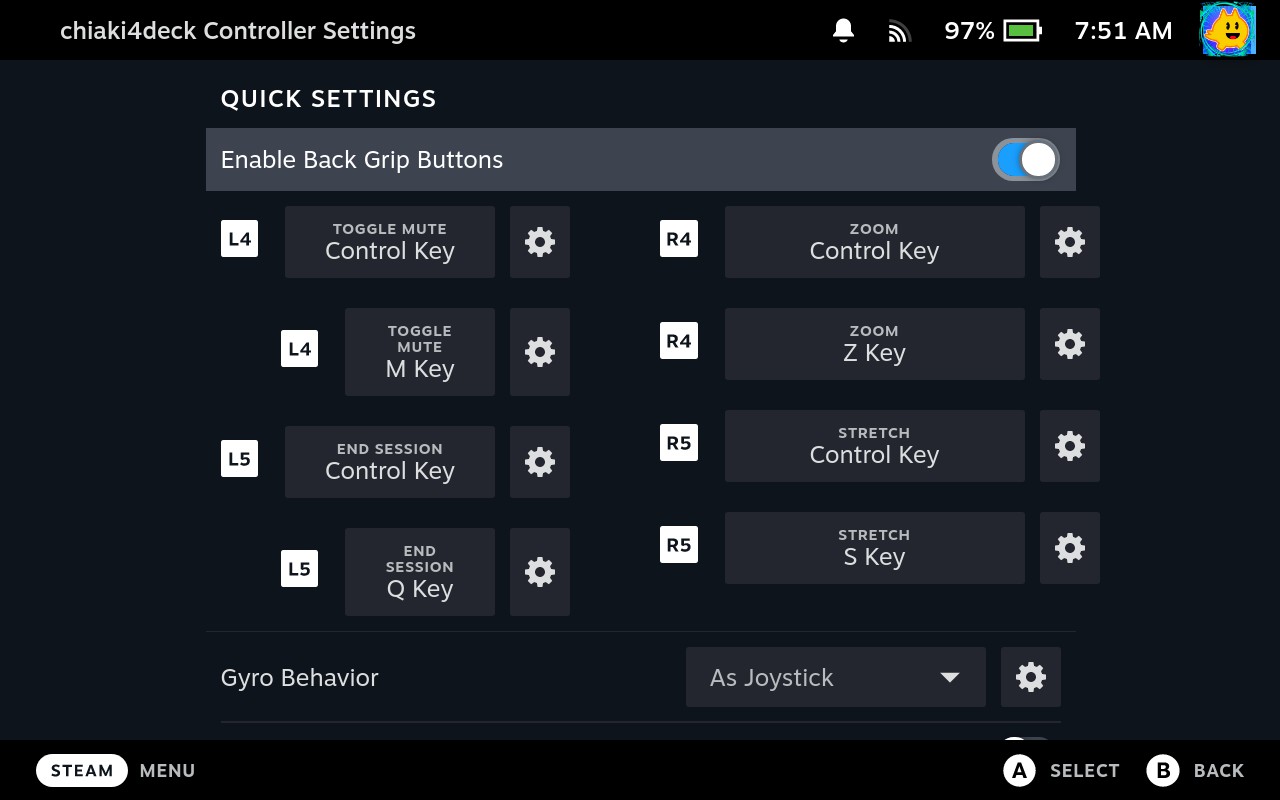 chiaki4deck Controller Settings
97%
7:51 AM
QUICK SETTINGS
Enable Back Grip Buttons
L4
TOGGLE MUTE
Control Key
L4
TOGGLE
MUTE
M Key
L5
END SESSION
Control Key
L5
END
SESSION
Q Key
R4
ZOOM
Control Key
R4
ZOOM
Z Key
R5
STRETCH
Control Key
R5
STRETCH
S Key
Gyro Behavior
As Joystick
STEAM
MENU
A
SELECT
B
BACK